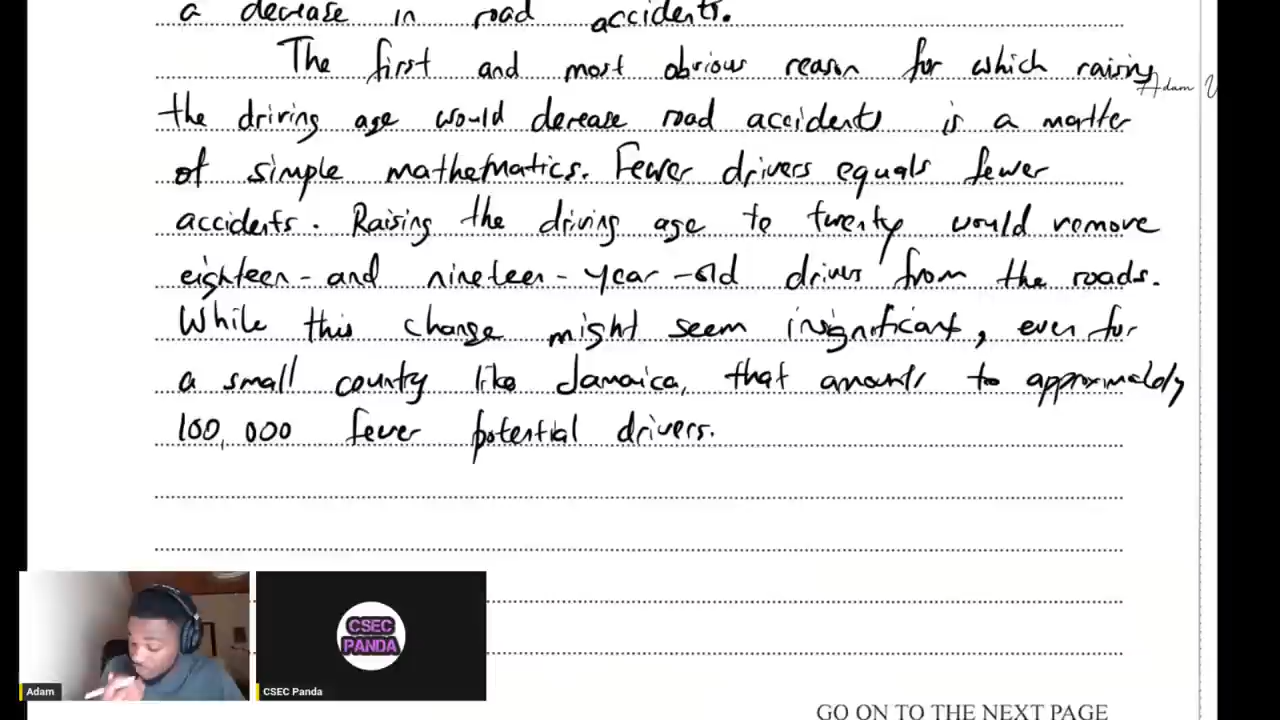 a decrease in road accidents.
The first and most obvious reason for which raising
Adam
the driving age would derease road accidents is a matter
of simple mathematics. Fewer drivers equals fewer
accidents. Raising the driving age to twenty would remove
eighteen-and nineteen-year-old drivers from the roads.
While this change might seem insignificant, even for
a small county like Jamaica, that amounts to approximately
100,000 fewer potential drivers.
CSEC
PANDA
Adam
CSEC Panda
GO ON TO THE NEXT PAGE